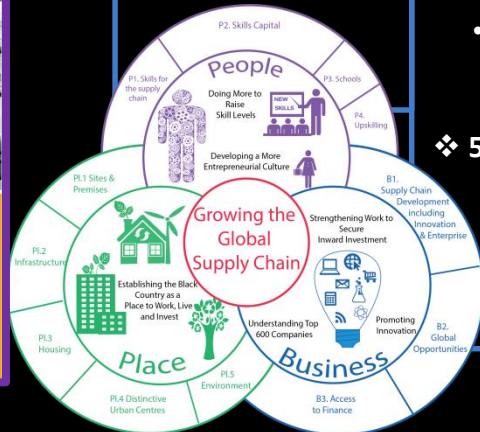 P2. Skills Capital
People
P1. Skills for
the supply
chain
P3. Schools
P4.
Upskilling
Doing More to
Raise
Skill Levels
NEW
SKILLS
Developing a More
Entrepreneurial Culture
❖ 5
Growing the
Global
Supply Chain
Pl.1 Sites &
Premises
Pl.2
Infrastructure
Pl.3
Housing
Pl.4 Distinctive
Urban Centres
Pl.5
Environment
Establishing the Black
Country as a
Place to Work, Live
and Invest
Place
B1.
Supply Chain
Development
including
Innovation
& Enterprise
B2.
Global
Opportunities
B3. Access
to Finance
Strengthening Work to
Secure
Inward Investment
Understanding Top
600 Companies
Promoting
Innovation
Business